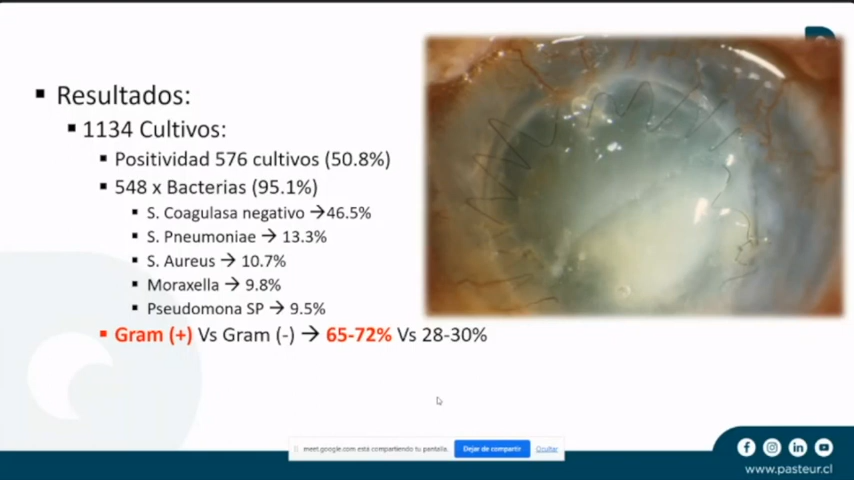 Resultados:
1134 Cultivos:
Positividad 576 cultivos (50.8%)
548 x Bacterias (95.1%)
S. Coagulasa negativo →46.5%
S. Pneumoniae → 13.3%
S. Aureus → 10.7%
Moraxella → 9.8%
Pseudomona SP → 9.5%
Gram (+) Vs Gram (-) → 65-72% Vs 28-30%
meet.google.com está compartiendo tu pantalla. Dejar de compartir Ocultar
www.pasteur.cl